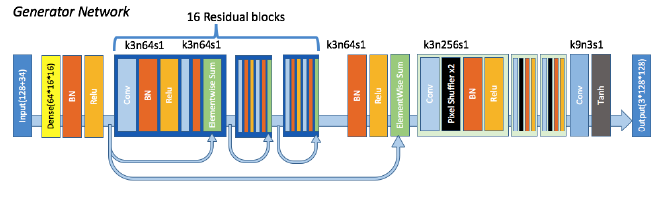 Generator Network
16 Residual blocks
k3n64s1
k3n64s1
k3n64s1
k3n256s1
k9n3s1
Input(128+34)
Dense(64*16*16)
BN
Relu
Conv
BN
Relu
Elementwise Sum
BN
Relu
ElementWise Sum
Conv
Pixel Shuffler x2
BN
Relu
Conv
Tanh
Output(3*128*128)